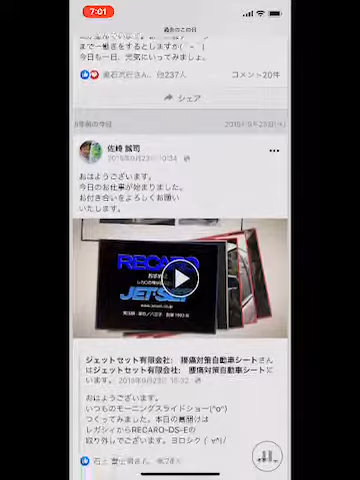 7:01
過去のこの日
まで一働きをするとしますか(
今日も一日、元気にいってみましょ。
他237人
コメント20件
シェア
年前の今日
2015年9月23日
佐崎 誠司
2015年9月23日 10:34
おはようございます。
今日のお仕事が始まりました。
お付き合いをよろしくお願い
いたします。
RECARO
JETSET
ジェットセット有限会社: 腰痛対策自動車シートさん
はジェットセット有限会社: 腰痛対策自動車シートに
います。 2015年9月23日 10:32
おはようございます。
いつものモーニングスライドショー(^o^)
つくってみました。本日の幕開けは
レガシィからRECARO-DS-Eの
取り外しでございます。ヨロシク( ∀^)/
他74人